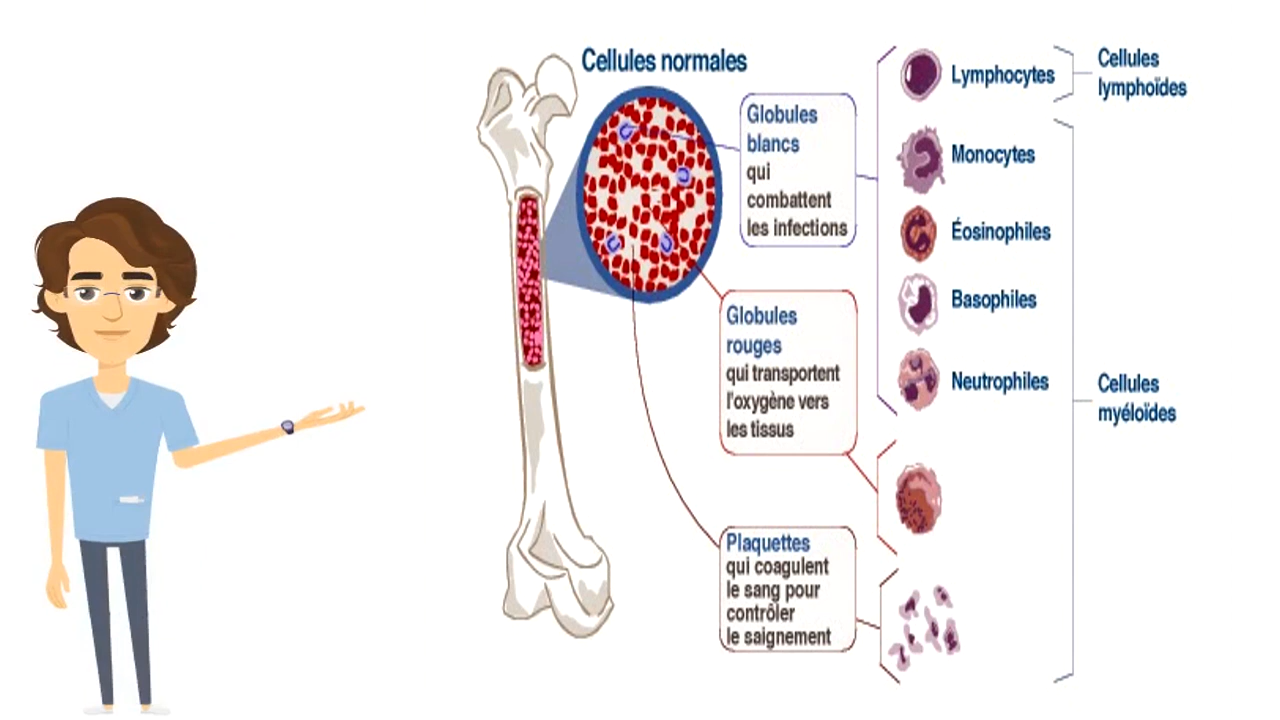 Cellules normales
Globules
blancs
qui
combattent
les infections
Globules
rouges
qui transportent
l'oxygène vers
les tissus
Plaquettes
qui coagulent
le sang pour
contrôler
le saignement
Lymphocytes
Monocytes
Éosinophiles
Basophiles
Neutrophiles
Cellules
lymphoïdes
Cellules
myéloïdes